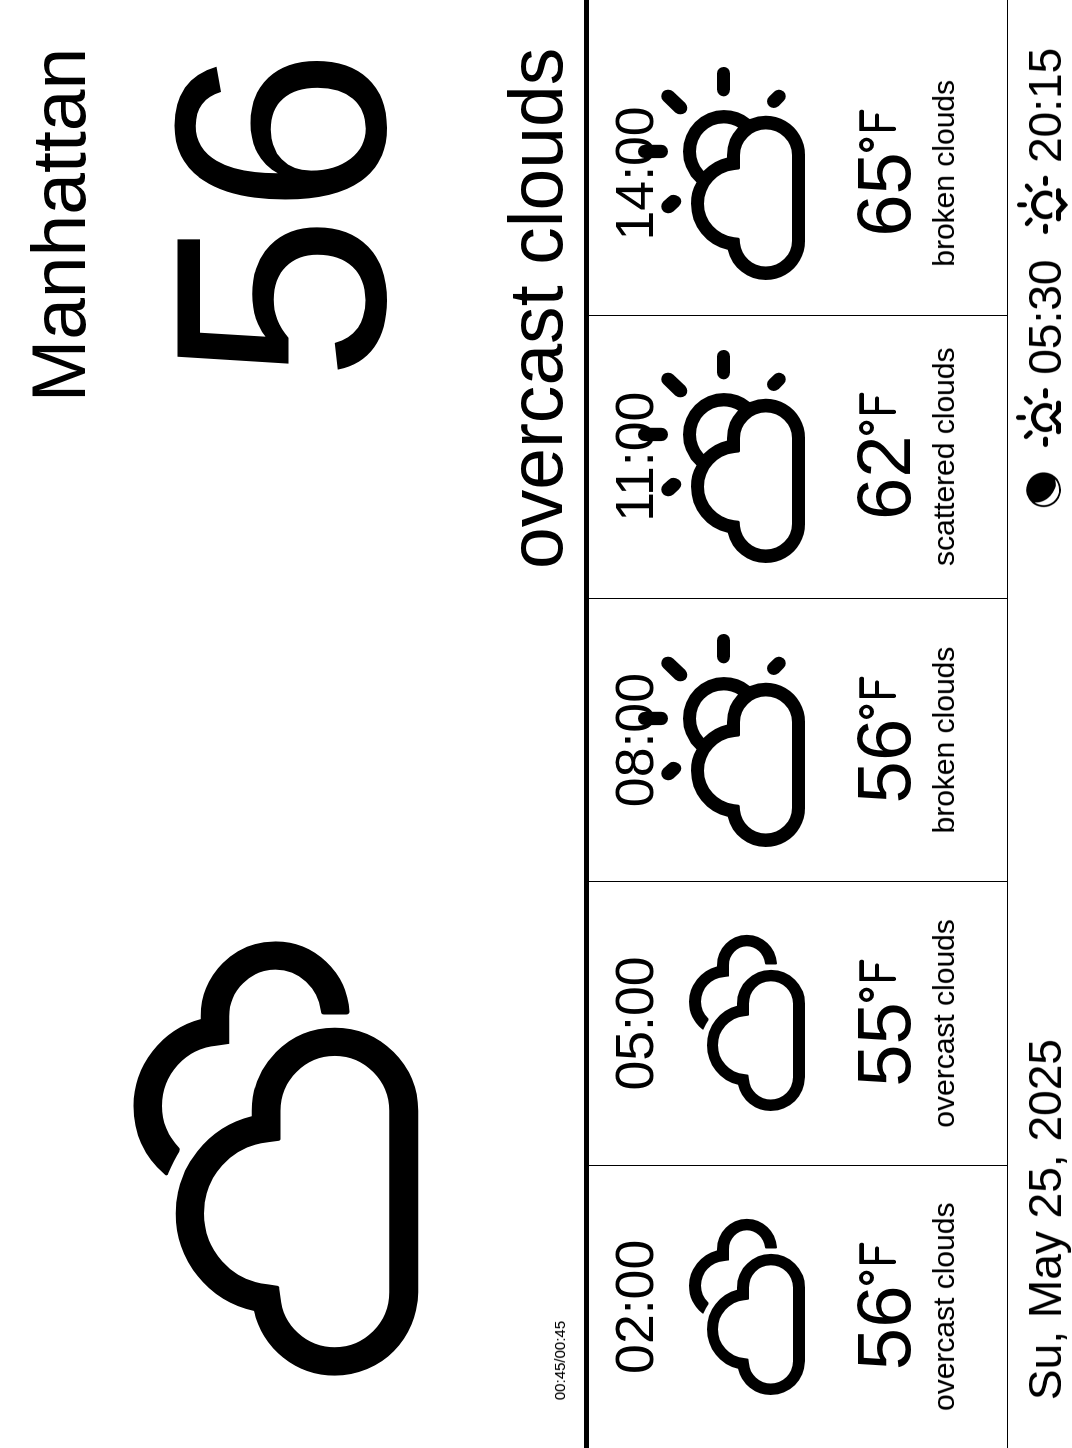 Manhattan
56
overcast clouds
00:45/00:45
02:00
56°F
overcast clouds
05:00
55°F
overcast clouds
08:00
56°F
broken clouds
11:00
62°F
scattered clouds
14:00
65°F
broken clouds
Su, May 25, 2025
05:30
20:15